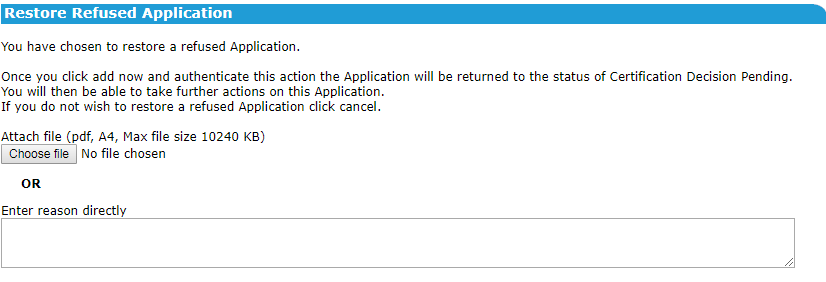 Restore Refused Application
You have chosen to restore a refused Application.
Once you click add now and authenticate this action the Application will be returned to the status of Certification Decision Pending.
You will then be able to take further actions on this Application.
If you do not wish to restore a refused Application click cancel.
Attach file (pdf, A4, Max file size 10240 KB)
Choose file No file chosen
OR
Enter reason directly